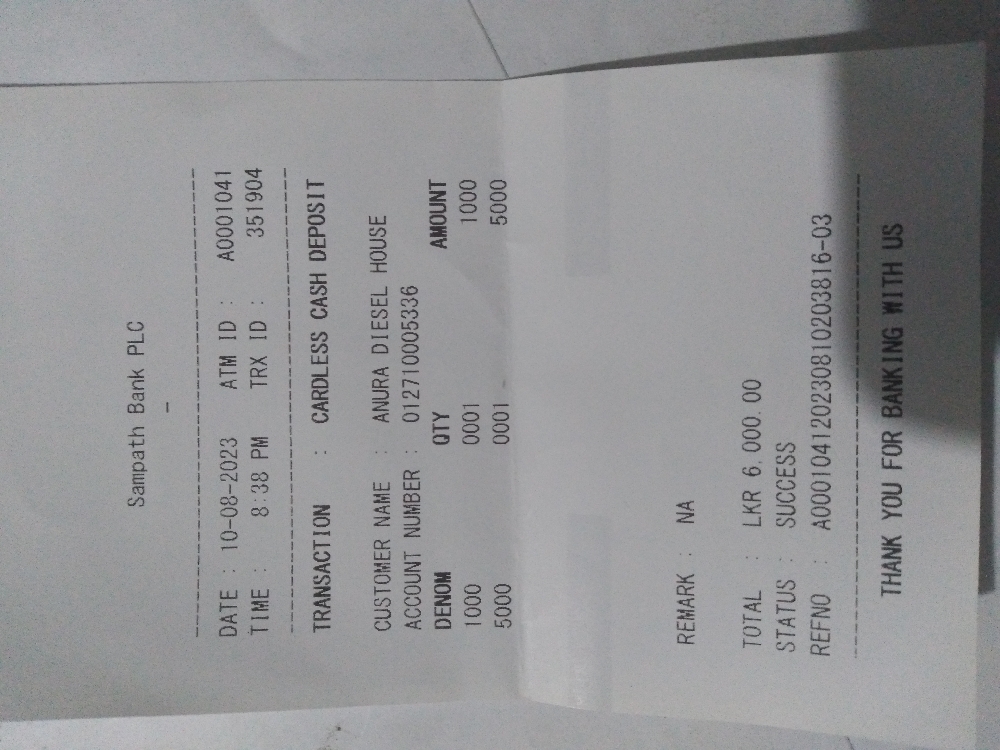 Sampath Bank PLC
-
DATE : 10-08-2023 ATM ID : A0001041
TIME : 8:38 PM TRX ID : 351904
TRANSACTION : CARDLESS CASH DEPOSIT
CUSTOMER NAME : ANURA DIESEL HOUSE
ACCOUNT NUMBER : 012710005336
DENOM QTY AMOUNT
1000 0001 1000
5000 0001 5000
REMARK : NA
TOTAL : LKR 6,000.00
STATUS : SUCCESS
REFNO : A00010412023081020381​6-03
THANK YOU FOR BANKING WITH US